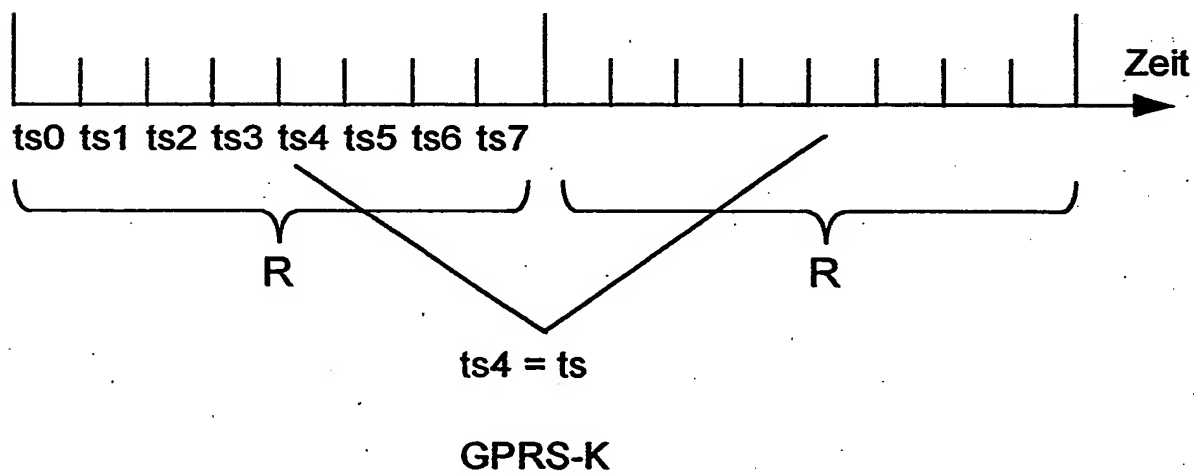 Zeit
ts0 ts1 ts2 ts3 ts4 ts5 ts6 ts7
R R
ts4 = ts
GPRS-K